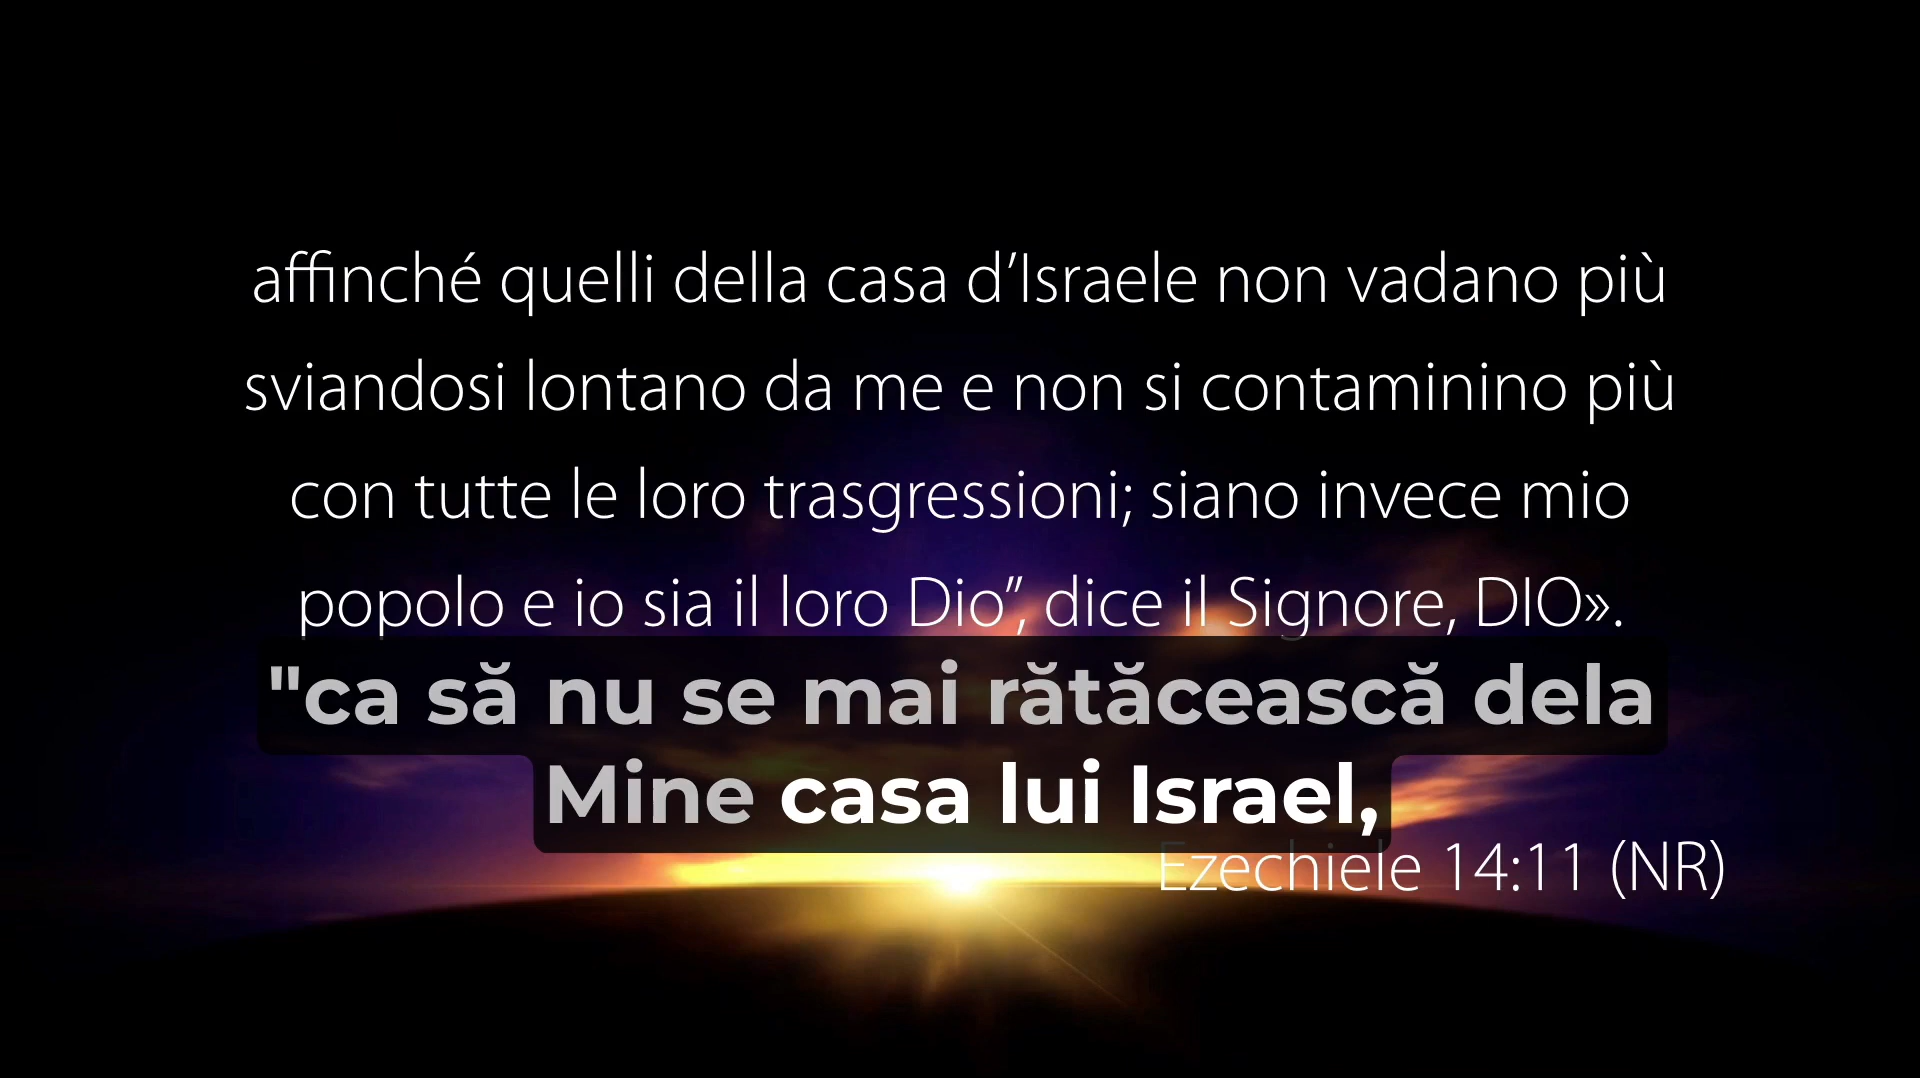 affinché quelli della casa d’Israele non vadano più
sviandosi lontano da me e non si contaminino più
con tutte le loro trasgressioni; siano invece mio
popolo e io sia il loro Dio”, dice il Signore, DIO».
"ca să nu se mai rătăcească dela
Mine casa lui Israel,
Ezechiele 14:11 (NR)